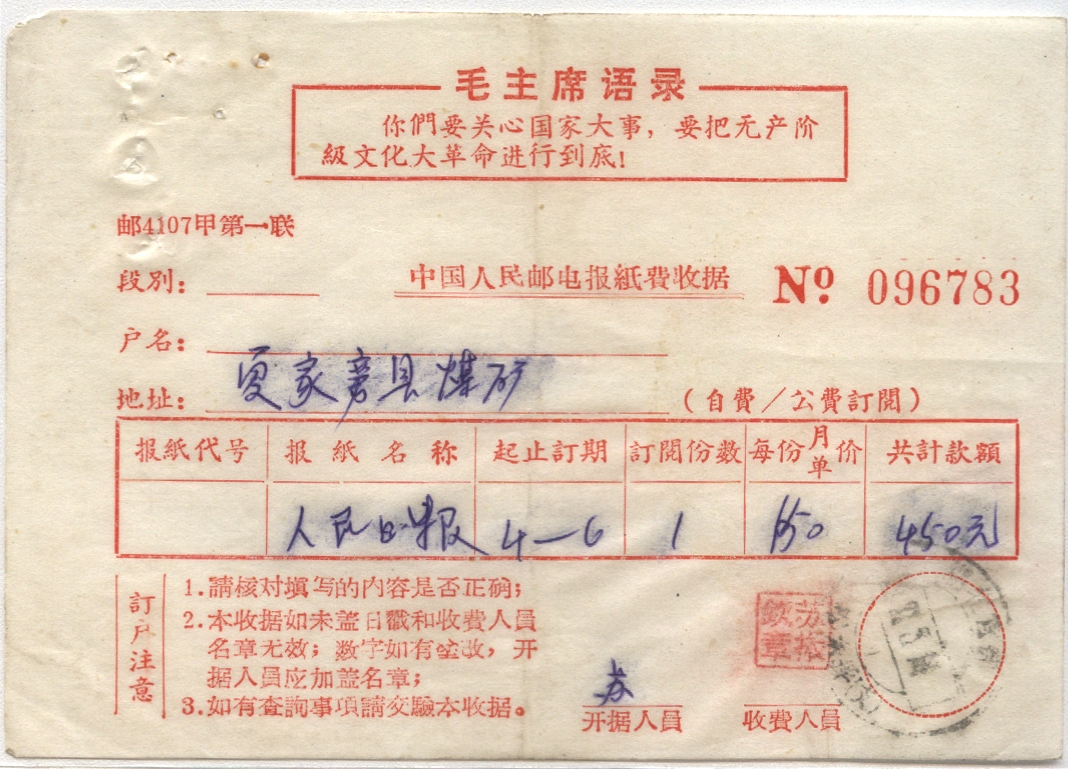 毛主席语录
你們要关心国家大事，要把无产阶
級文化大革命进行到底！
邮4107甲第一联
段别：
中国人民邮电报紙費收据
№ 096783
户名：
地址： 家 县煤矿
（自費／公費訂閱）
报紙代号 报紙名称 起止訂期 訂閱份数 每份月单价 共計款額
人民日报 4—6 1 150 450元
訂户注意
1.請核对填写的内容是否正确；
2.本收据如未盖日戳和收費人員
名章无效；数字如有塗改，开
据人員应加盖名章；
3.如有查詢事項請交驗本收据。
苏
开据人員
收費人員